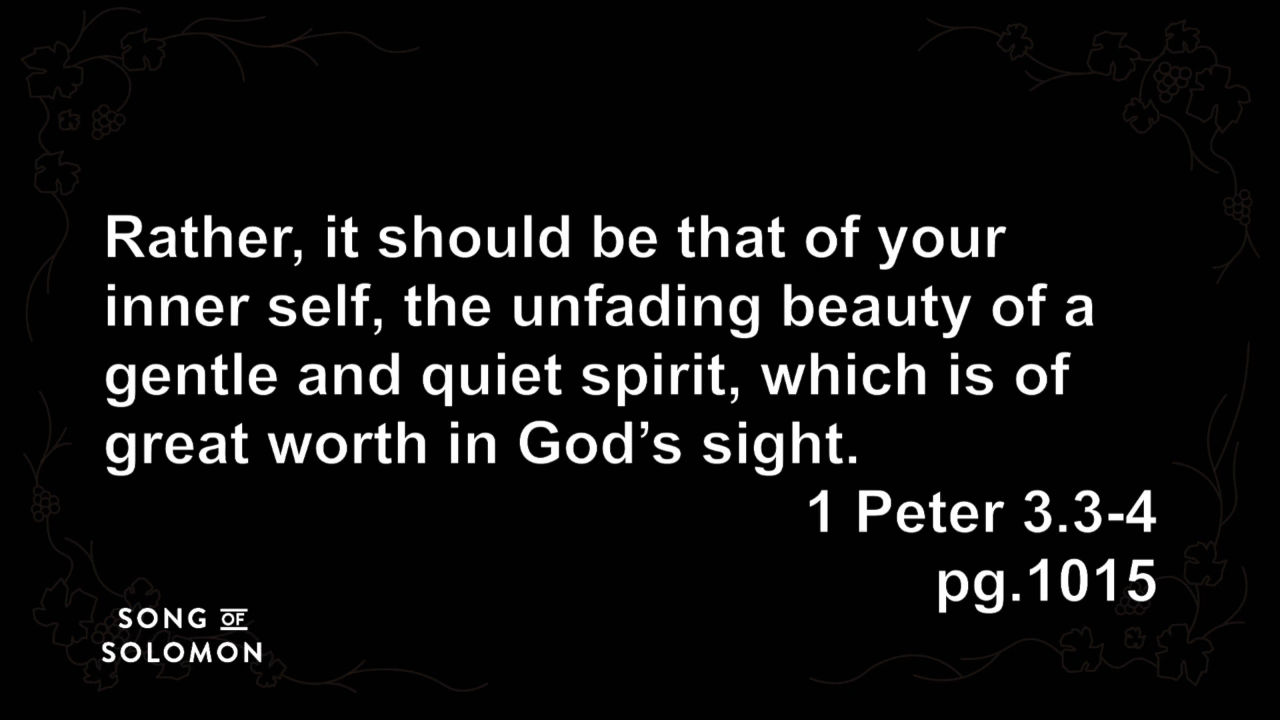 Rather, it should be that of your
inner self, the unfading beauty of a
gentle and quiet spirit, which is of
great worth in God’s sight.
1 Peter 3.3-4
pg.1015
SONG OF
SOLOMON